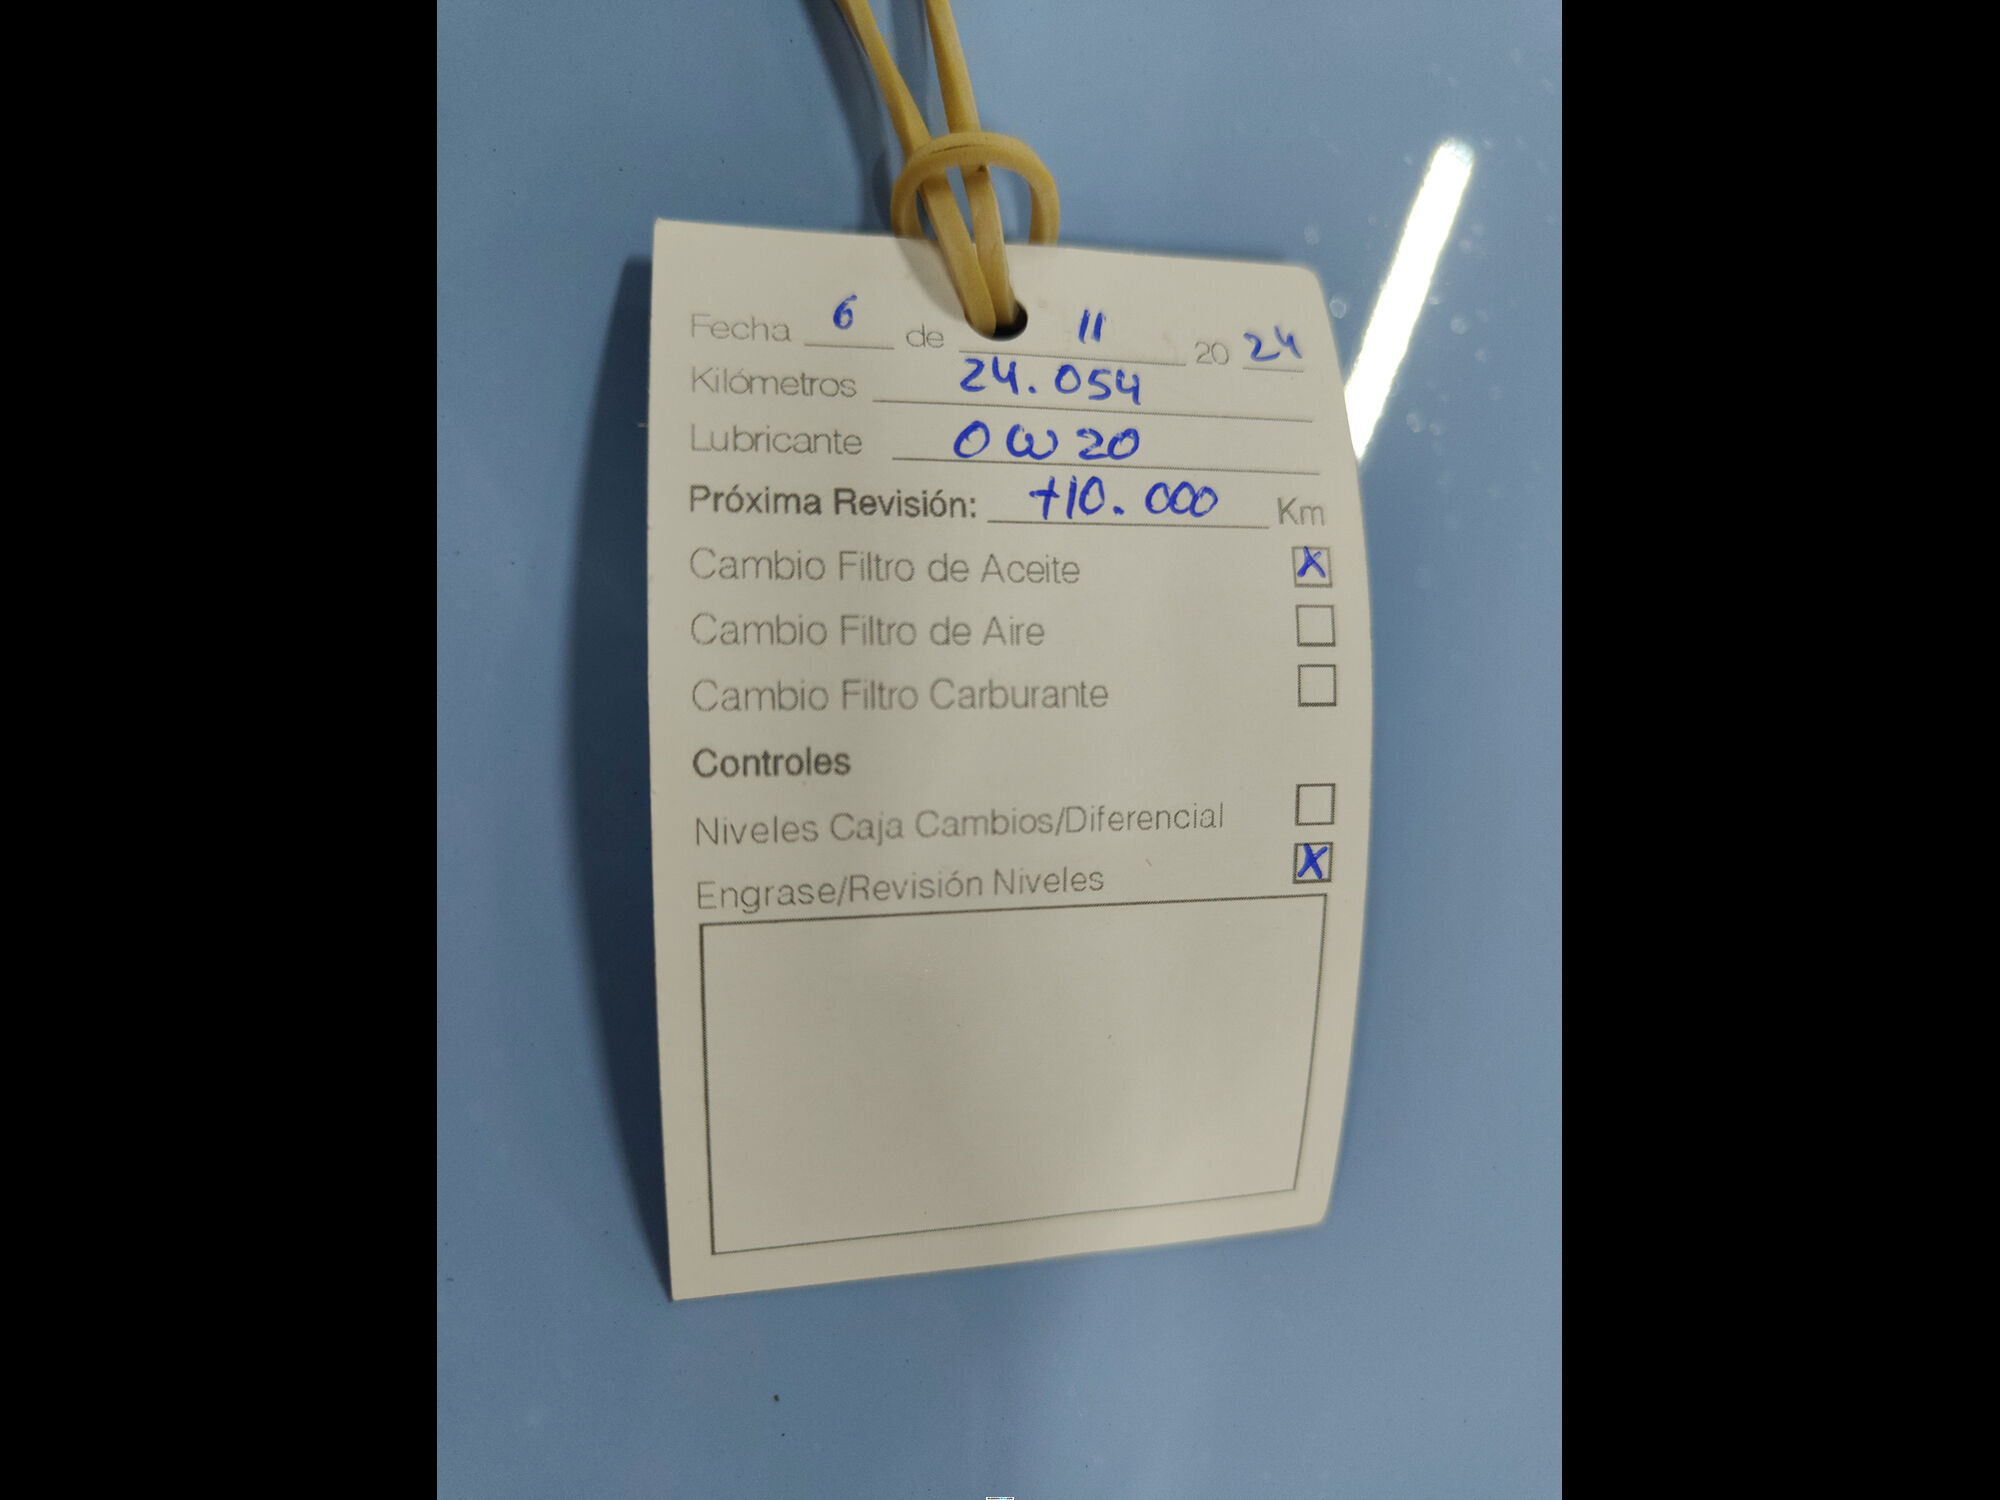 Fecha 6 de 11 20 24
Kilómetros 24.054
Lubricante 0W20
Próxima Revisión: +10.000 Km
Cambio Filtro de Aceite X
Cambio Filtro de Aire
Cambio Filtro Carburante
Controles
Niveles Caja Cambios/Diferencial
Engrase/Revisión Niveles X